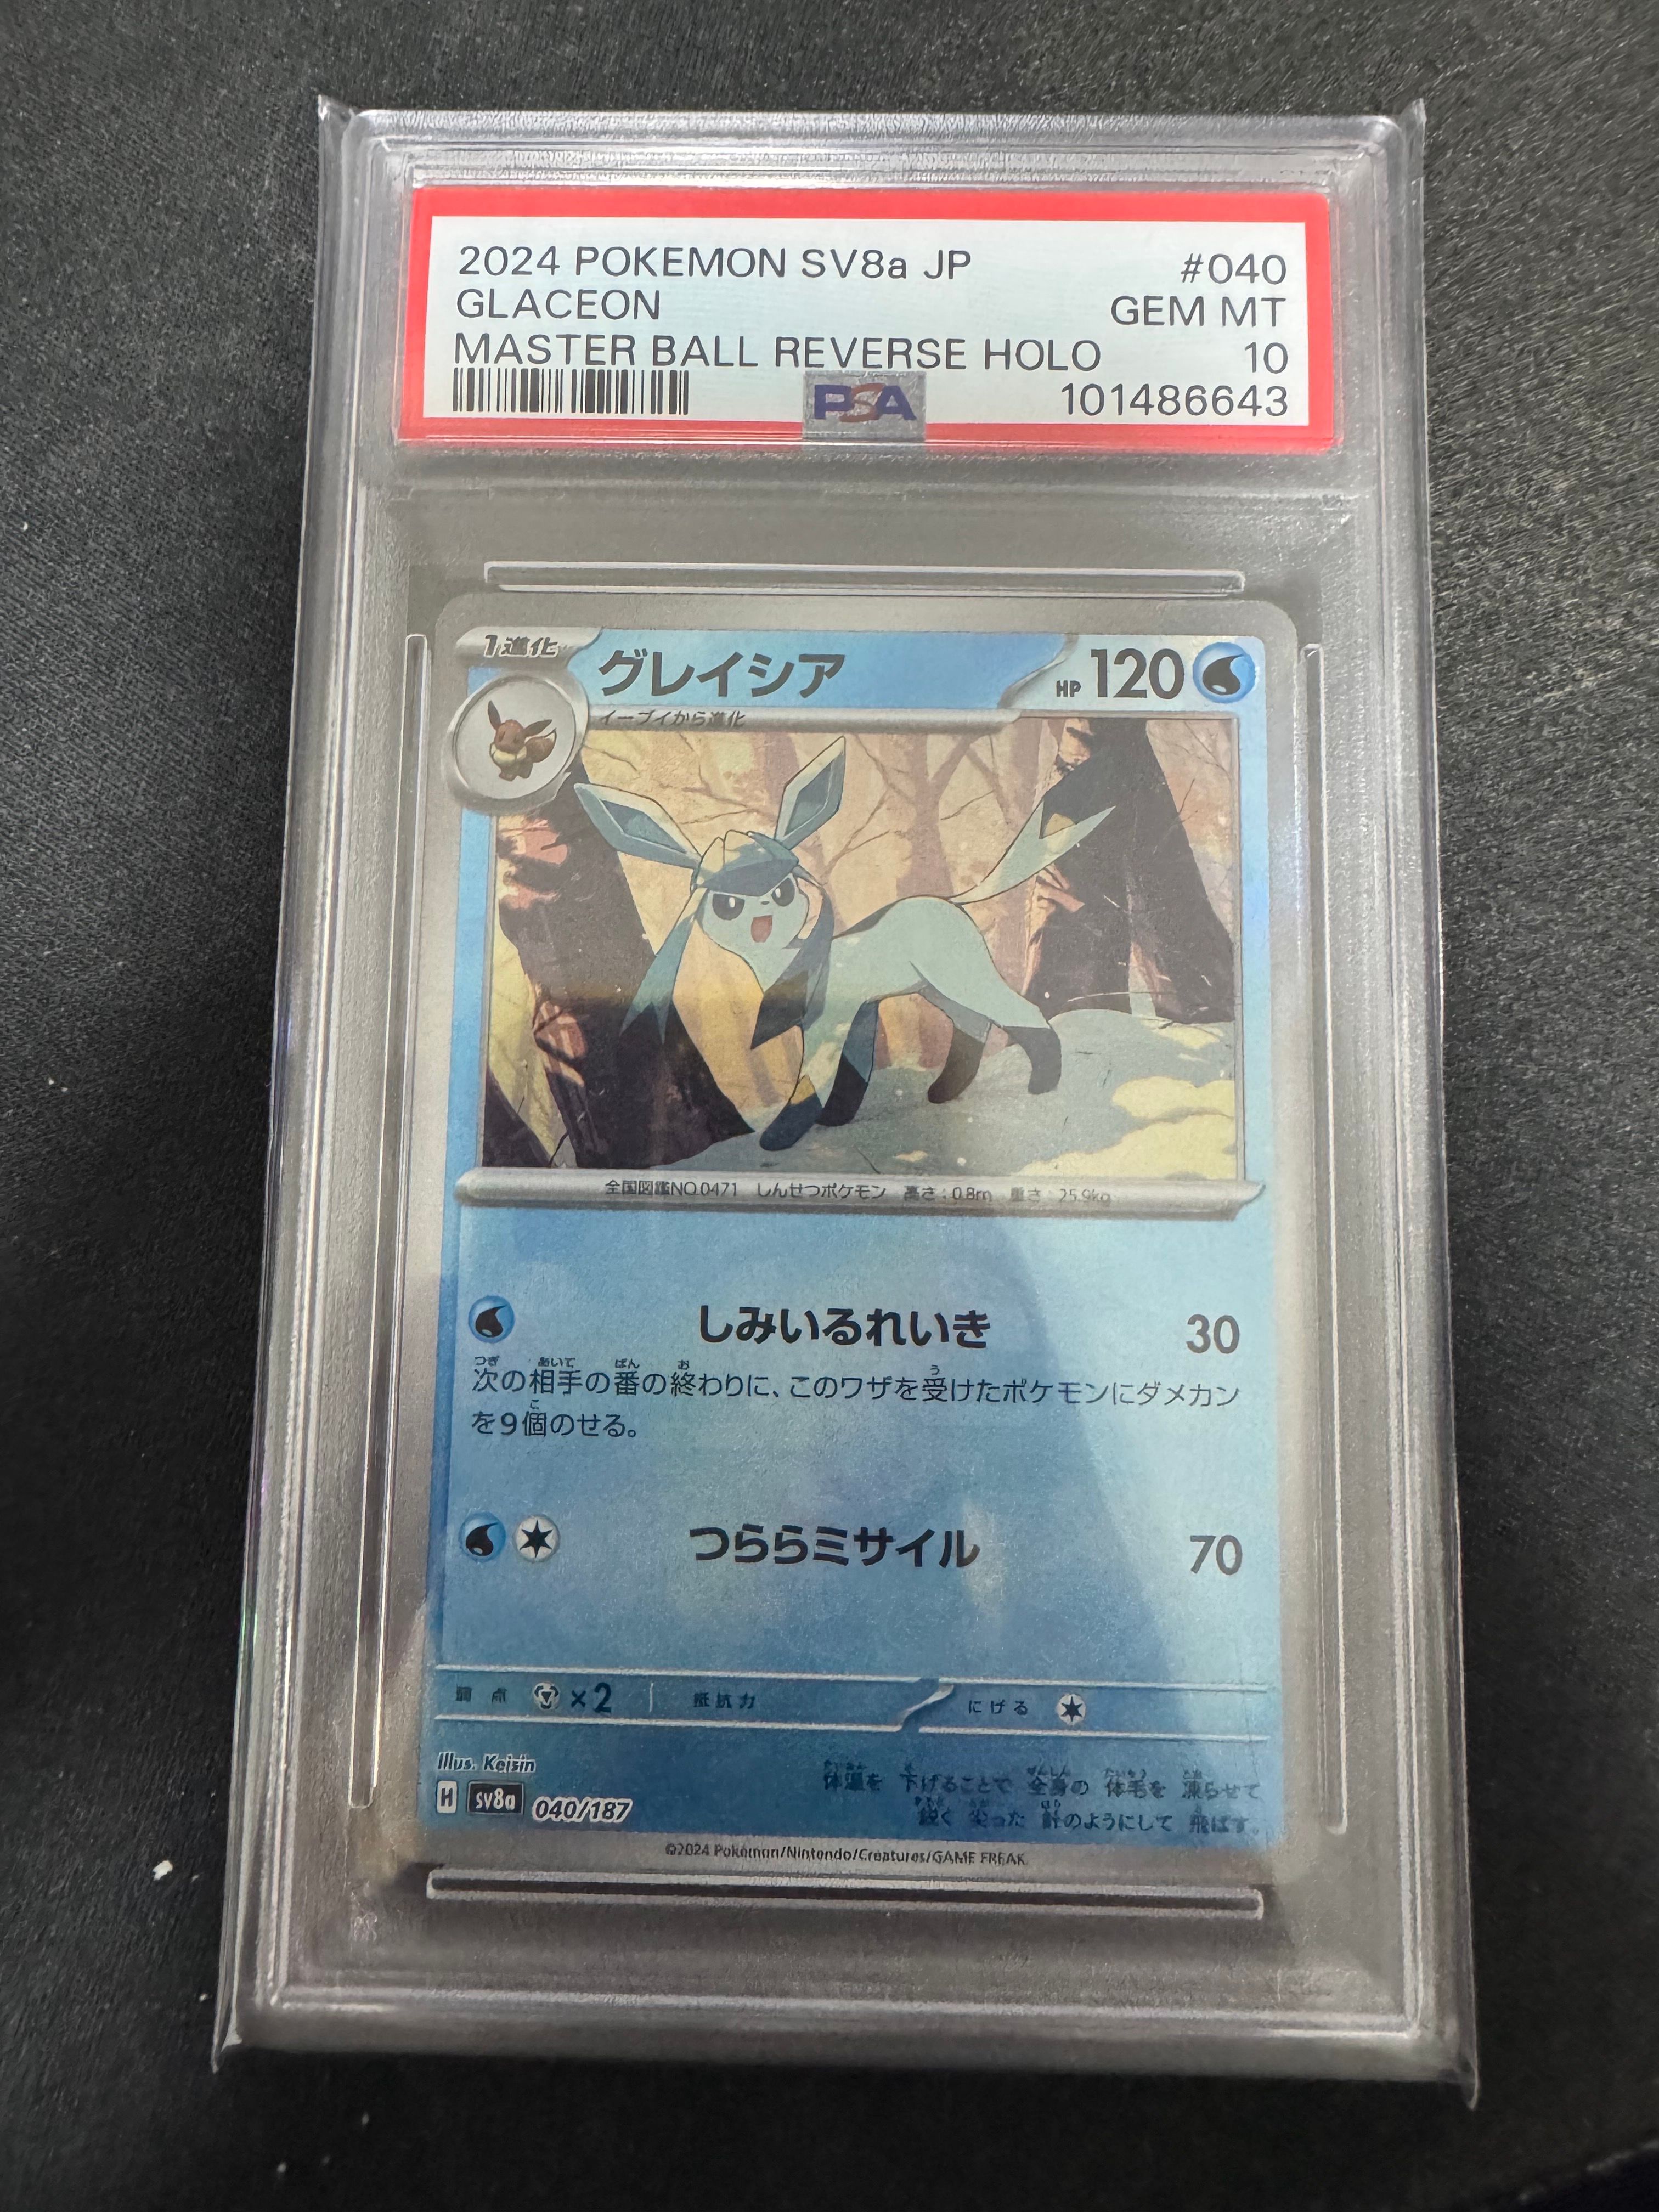 2024 POKEMON SV8a JP #040
GLACEON GEM MT
MASTER BALL REVERSE HOLO 10
PSA 101486643
1進化 グレイシア HP 120
イーブイから進化
全国図鑑NO.0471 しんせつポケモン 高さ:0.8m 重さ:25.9kg
しみいるれいき 30
次の相手の番の終わりに、このワザを受けたポケモンにダメカン
を9個のせる。
つららミサイル 70
弱点 ×2 抵抗力 にげる
Illus. Keisin
体温を 下げることで 全身の 体毛を 凍らせて
H sv8a 040/187
鋭く 尖った 針のようにして 飛ばす。
©2024 Pokémon/Nintendo/Creatures/GAME FREAK.